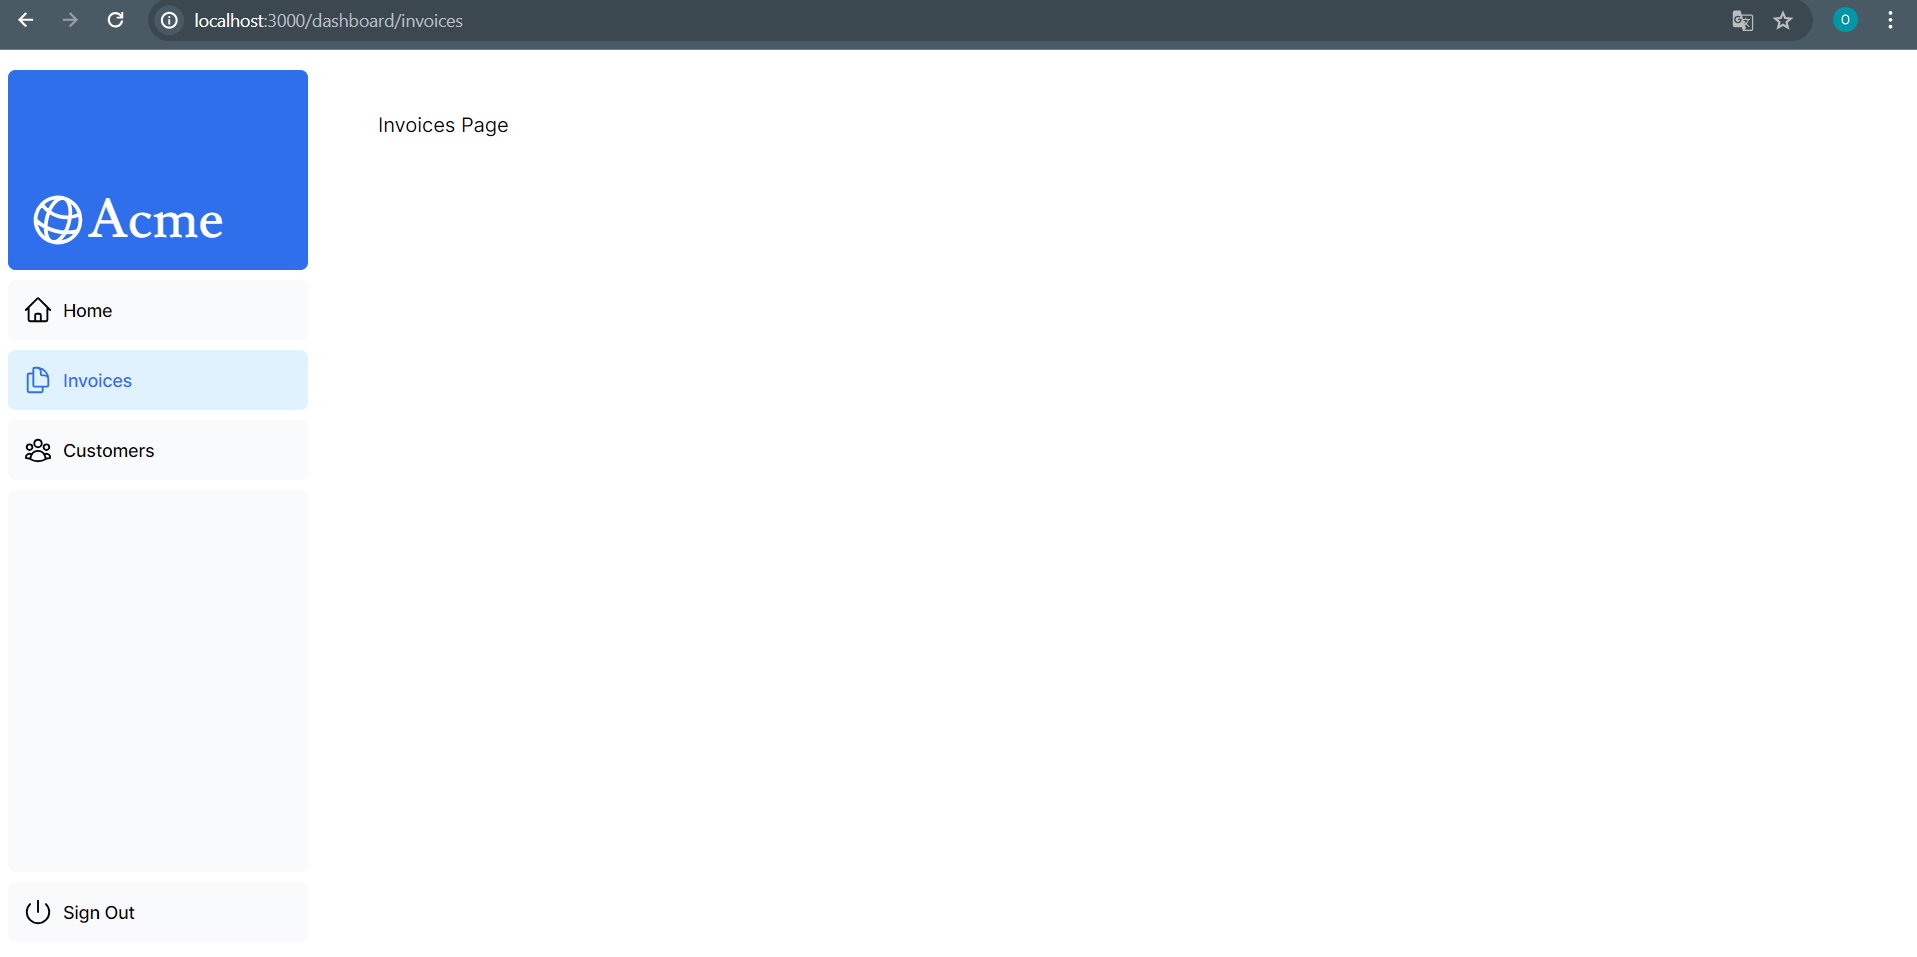 localhost:3000/dashboard/invoices
O
Invoices Page
Acme
Home
Invoices
Customers
Sign Out